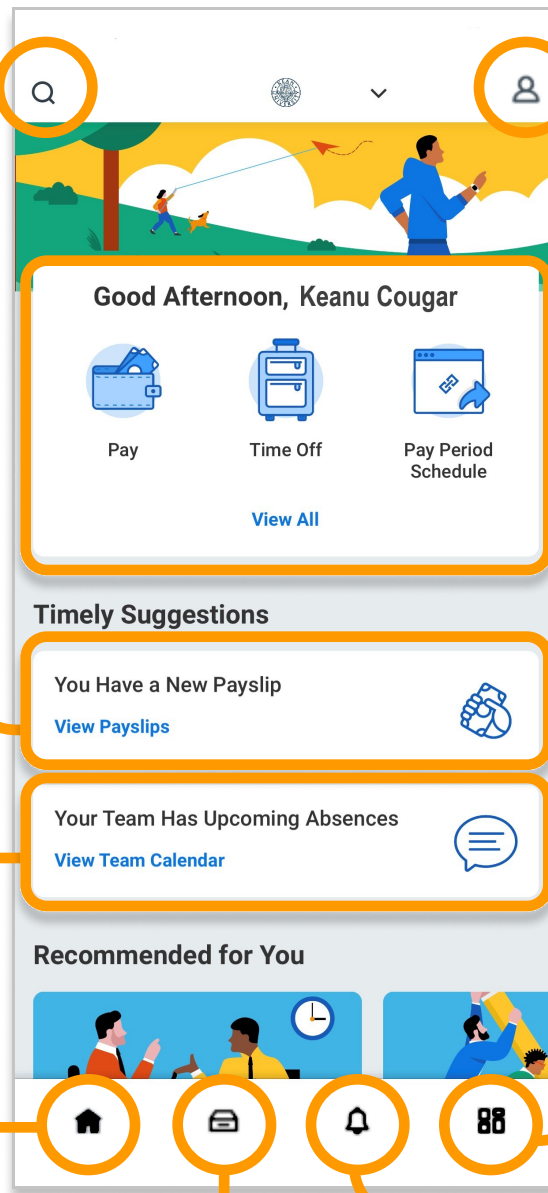 Good Afternoon, Keanu Cougar
Pay
Time Off
Pay Period
Schedule
View All
Timely Suggestions
You Have a New Payslip
View Payslips
Your Team Has Upcoming Absences
View Team Calendar
Recommended for You